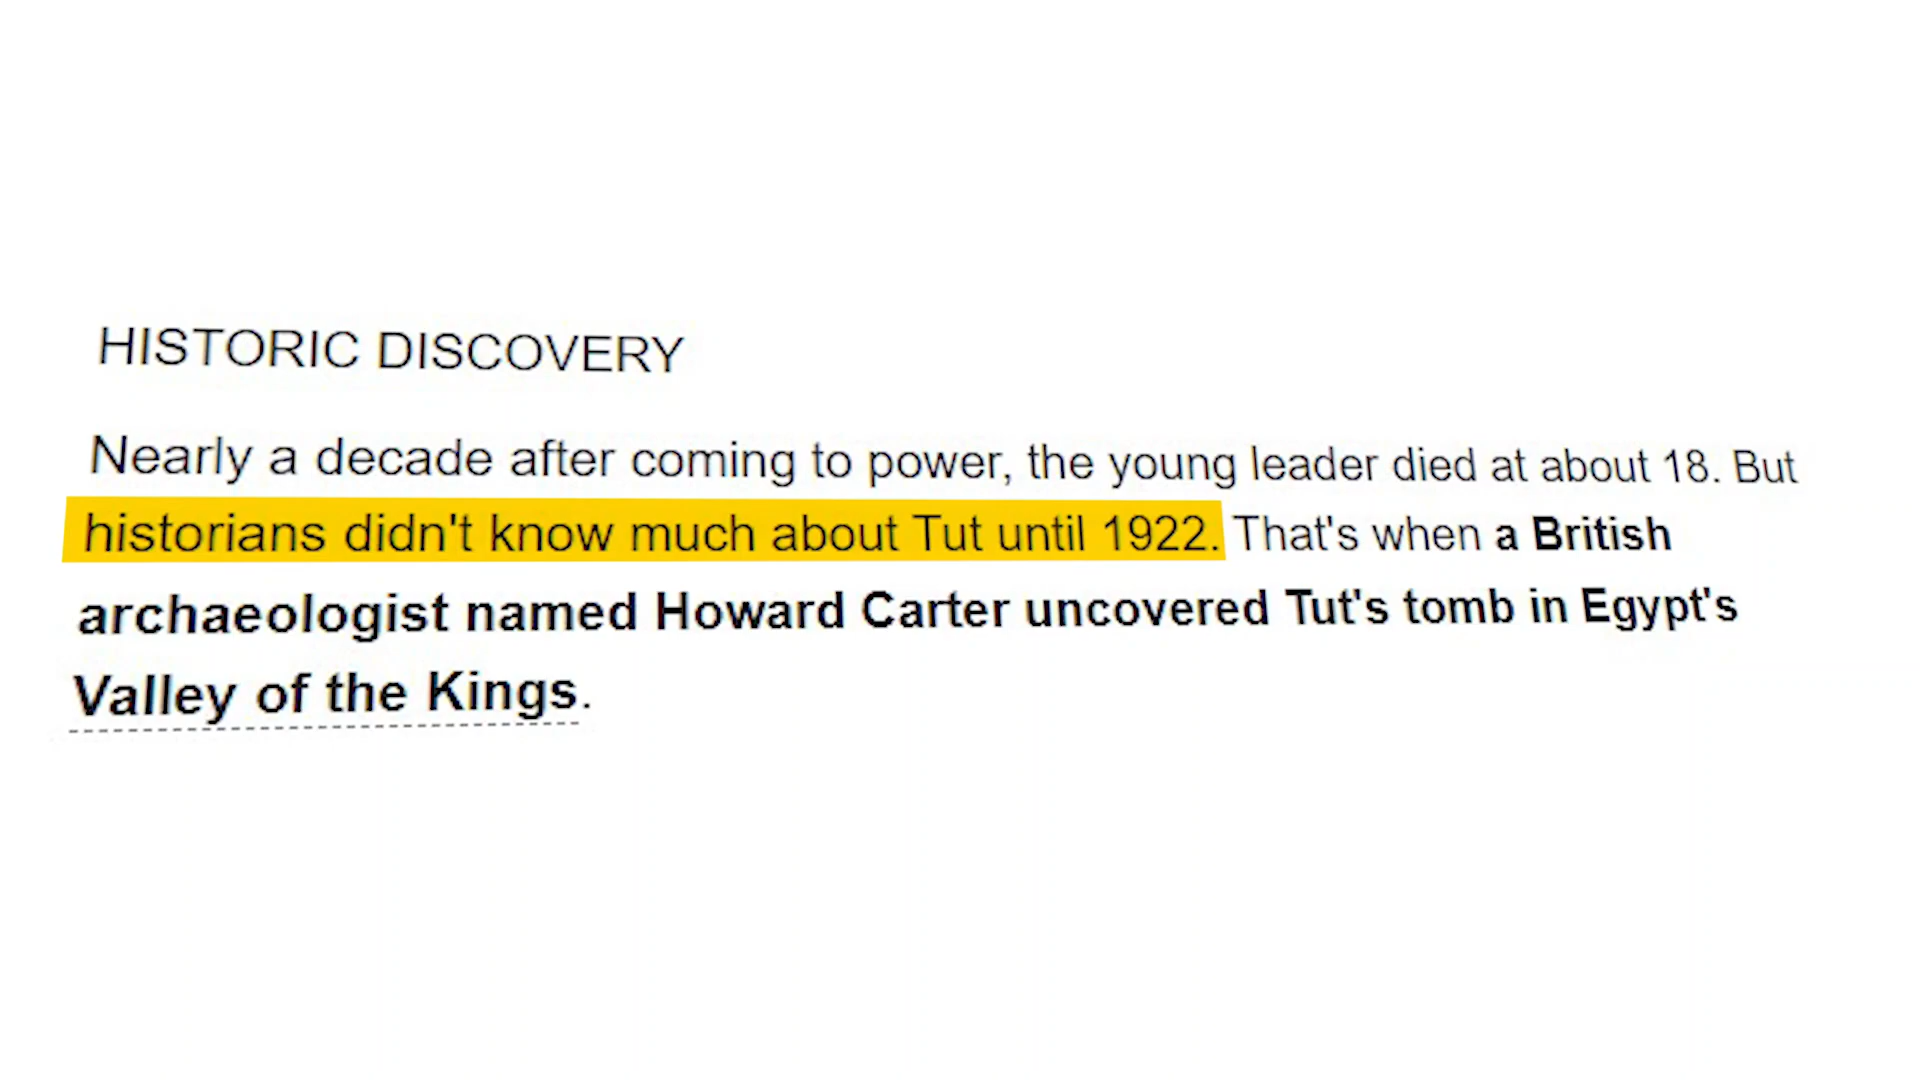 HISTORIC DISCOVERY
Nearly a decade after coming to power, the young leader died at about 18. But
historians didn't know much about Tut until 1922. That's when a British
archaeologist named Howard Carter uncovered Tut's tomb in Egypt's
Valley of the Kings.